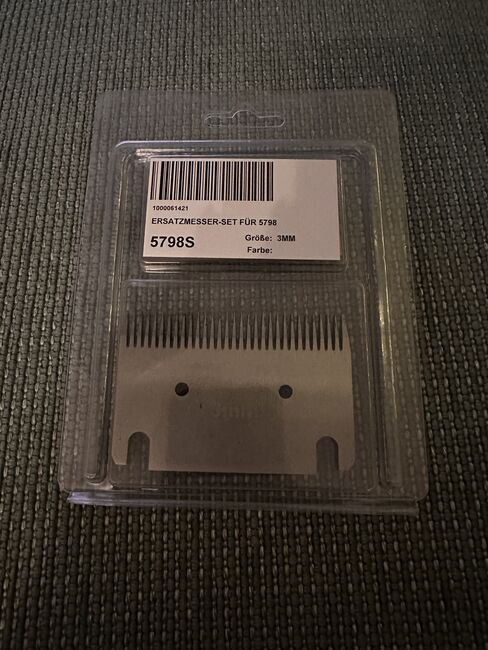 1000061421
ERSATZMESSER-SET FÜR 5798
5798S
Größe: 3MM
Farbe: